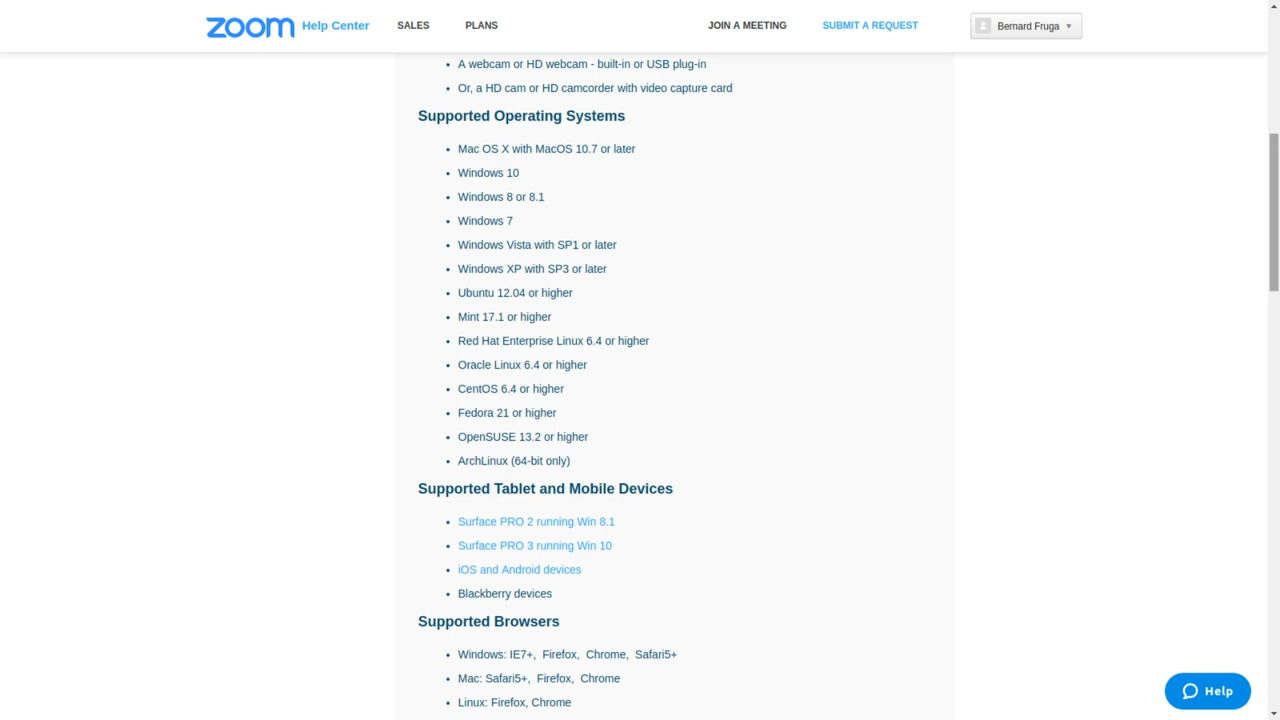 zoom Help Center SALES PLANS JOIN A MEETING SUBMIT A REQUEST Bernard Fruga
A webcam or HD webcam - built-in or USB plug-in
Or, a HD cam or HD camcorder with video capture card
Supported Operating Systems
Mac OS X with MacOS 10.7 or later
Windows 10
Windows 8 or 8.1
Windows 7
Windows Vista with SP1 or later
Windows XP with SP3 or later
Ubuntu 12.04 or higher
Mint 17.1 or higher
Red Hat Enterprise Linux 6.4 or higher
Oracle Linux 6.4 or higher
CentOS 6.4 or higher
Fedora 21 or higher
OpenSUSE 13.2 or higher
ArchLinux (64-bit only)
Supported Tablet and Mobile Devices
Surface PRO 2 running Win 8.1
Surface PRO 3 running Win 10
iOS and Android devices
Blackberry devices
Supported Browsers
Windows: IE7+, Firefox, Chrome, Safari5+
Mac: Safari5+, Firefox, Chrome
Linux: Firefox, Chrome
Help